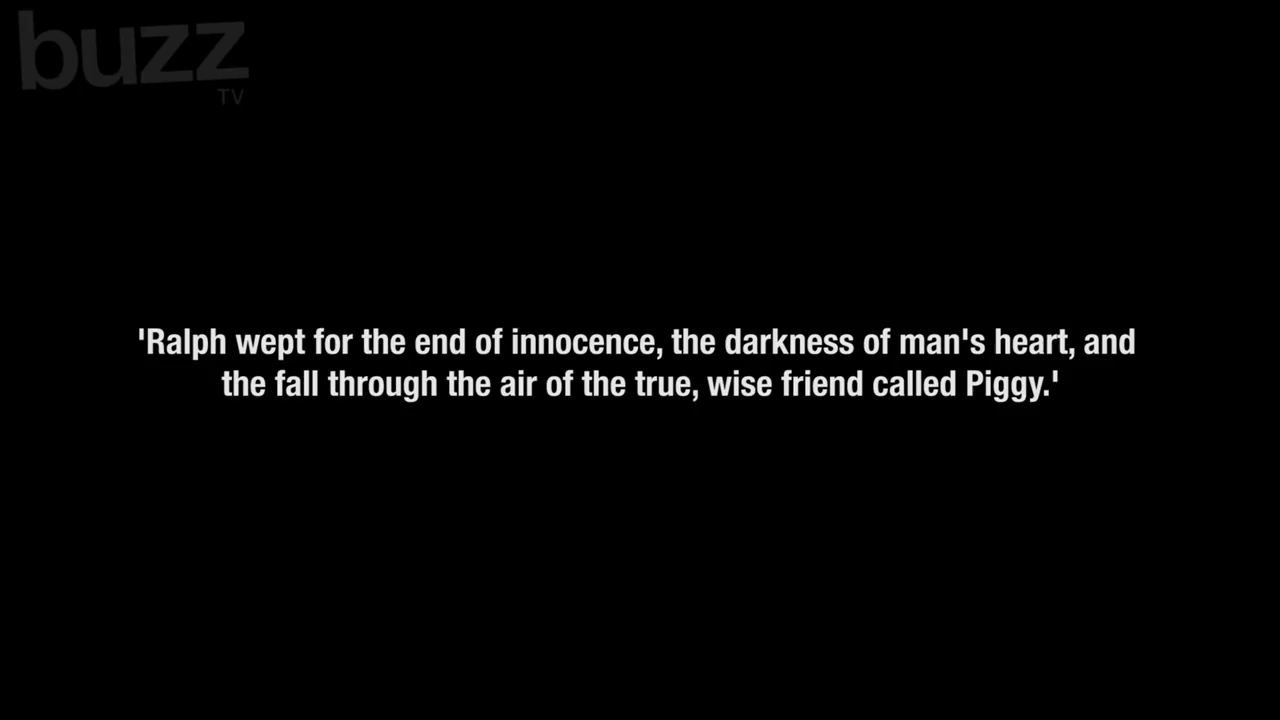 buzz
TV
'Ralph wept for the end of innocence, the darkness of man's heart, and
the fall through the air of the true, wise friend called Piggy.'